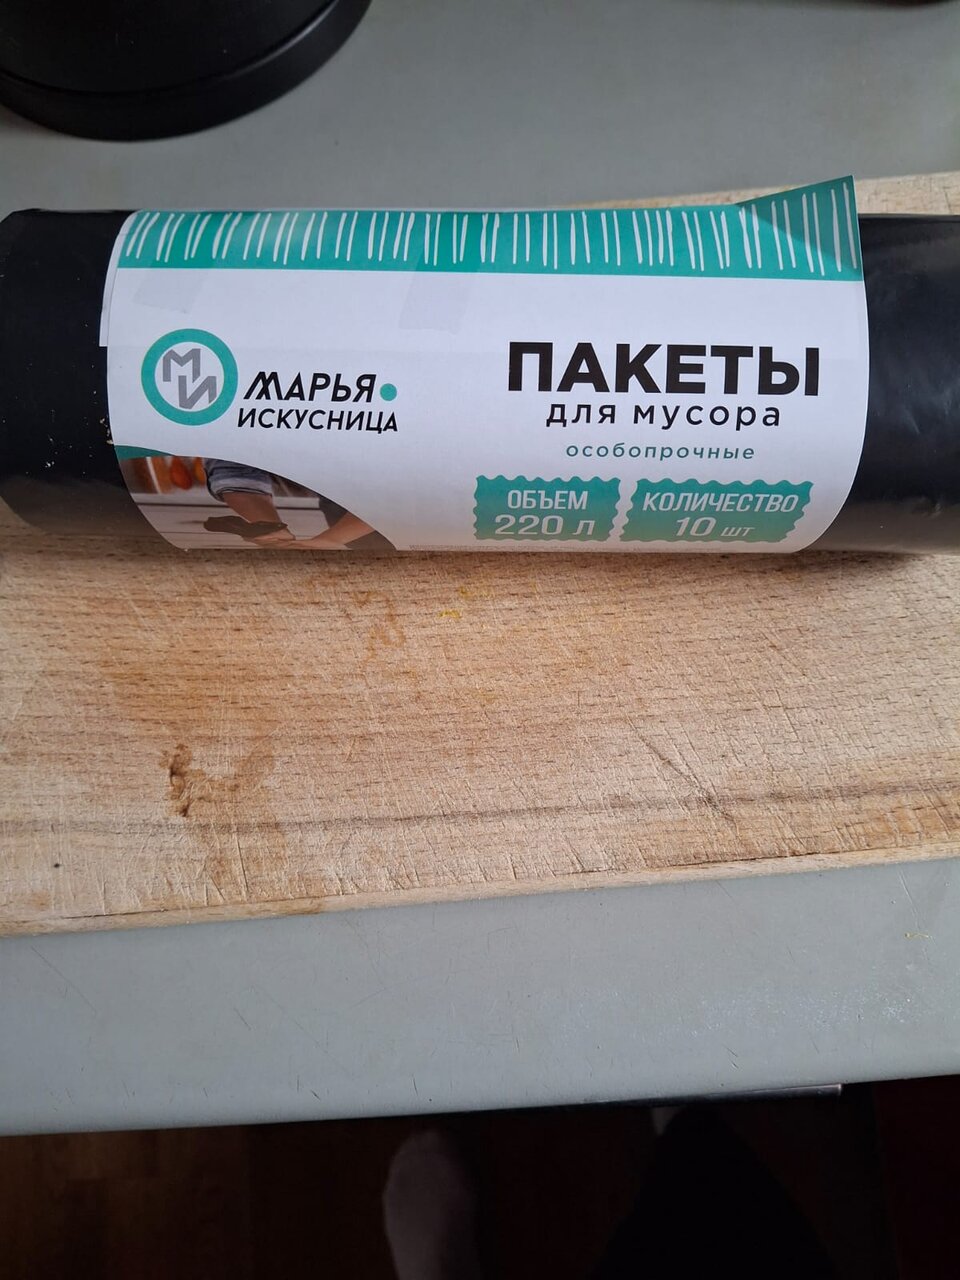 МИ
МАРЬЯ
ИСКУСНИЦА
ПАКЕТЫ
для мусора
особопрочные
ОБЪЕМ
220 л
КОЛИЧЕСТВО
10 шт